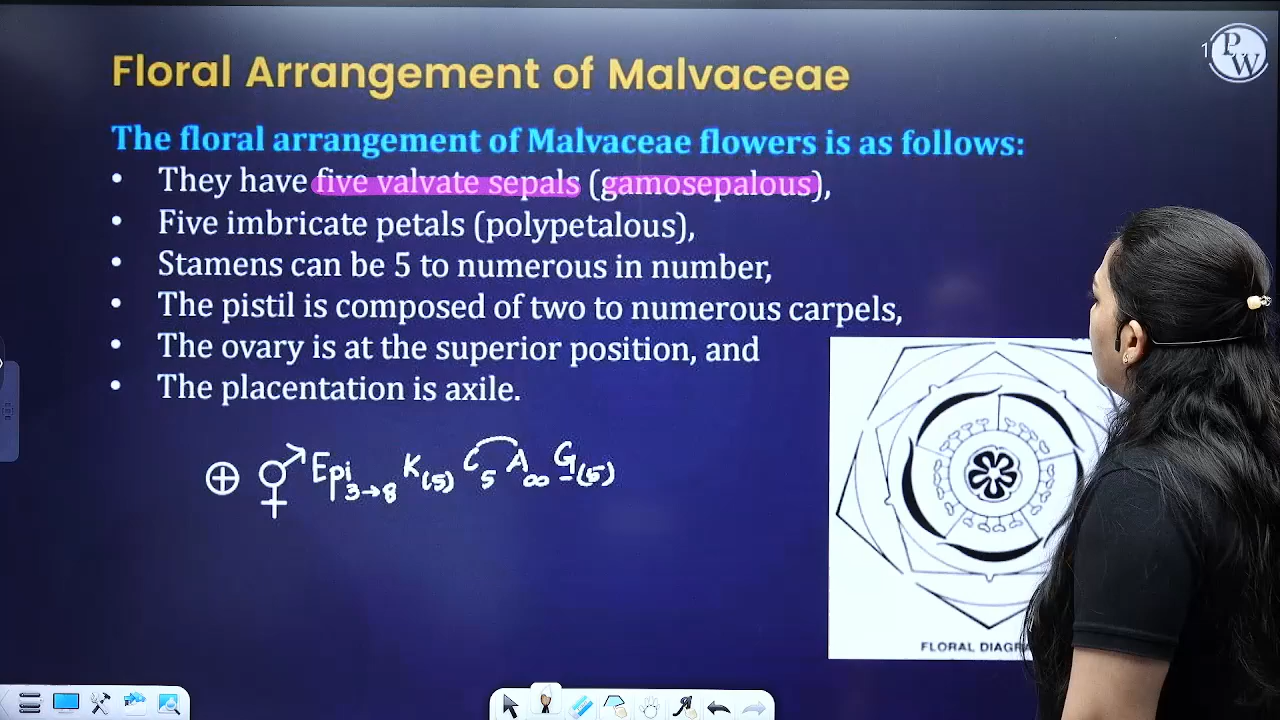 Floral Arrangement of Malvaceae
The floral arrangement of Malvaceae flowers is as follows:
• They have five valvate sepals (gamosepalous),
• Five imbricate petals (polypetalous),
• Stamens can be 5 to numerous in number,
• The pistil is composed of two to numerous carpels,
• The ovary is at the superior position, and
• The placentation is axile.
⊕ ⚥ Epi3→8 K(5) C5 A∞ G(5)
FLORAL DIAGR
1
PW